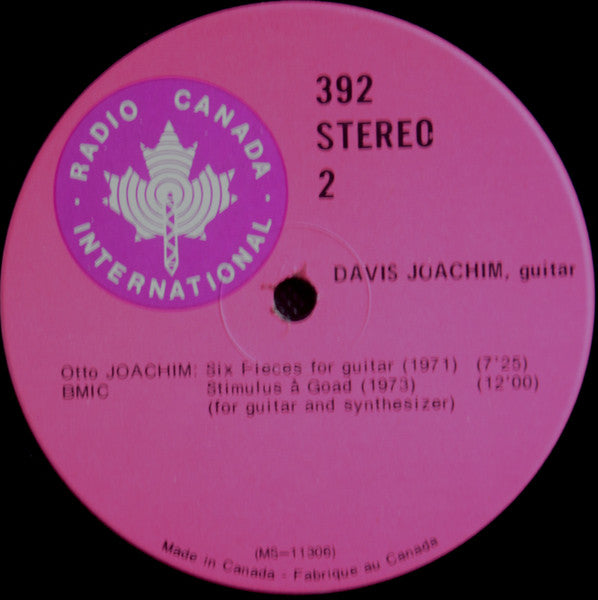 RADIO CANADA
· INTERNATIONAL ·
392
STEREO
2
DAVIS JOACHIM, guitar
Otto JOACHIM: Six Pieces for guitar (1971) (7'25)
BMIC Stimulus à Goad (1973) (12'00)
(for guitar and synthesizer)
(MS-11306)
Made in Canada - Fabrique au Canada